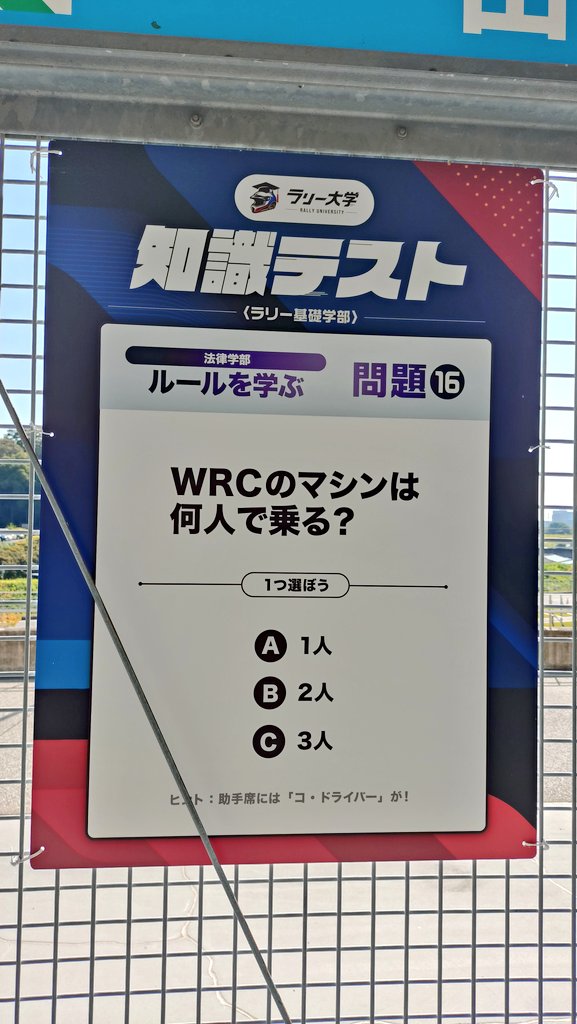 山
ラリー大学
RALLY UNIVERSITY
知識テスト
〈ラリー基礎学部〉
法律学部
ルールを学ぶ
問題16
WRCのマシンは
何人で乗る?
1つ選ぼう
A 1人
B 2人
C 3人
ヒント:助手席には「コ・ドライバー」が!